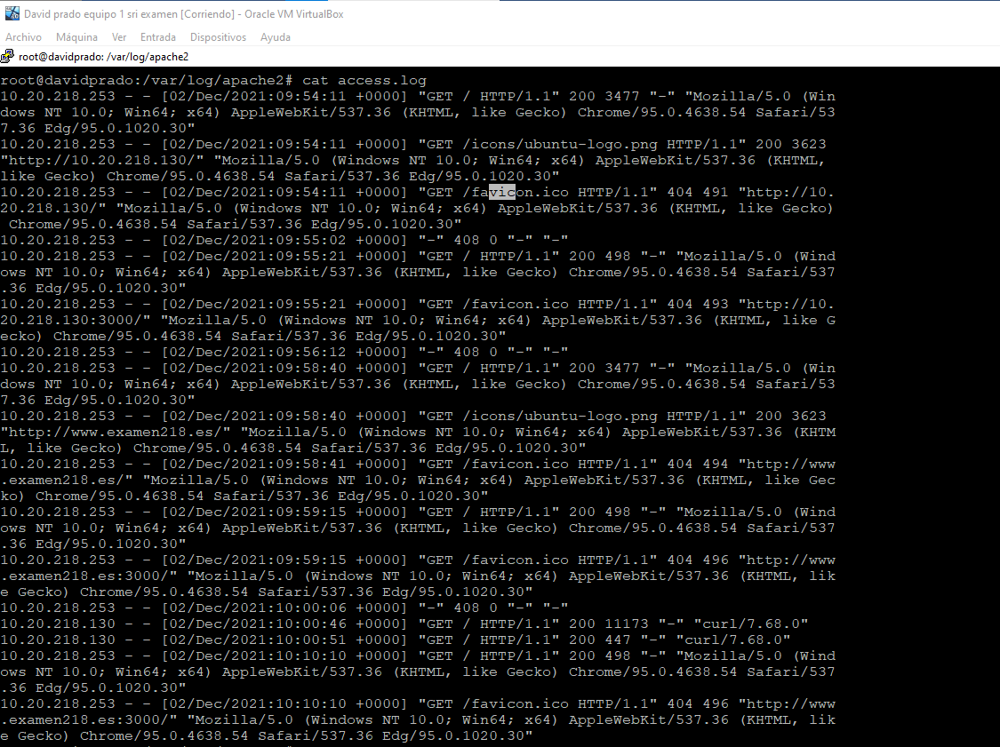 David prado equipo 1 sri examen [Corriendo] - Oracle VM VirtualBox
Archivo Máquina Ver Entrada Dispositivos Ayuda
root@davidprado: /var/log/apache2
root@davidprado:/var/log/apache2# cat access.log
10.20.218.253 - - [02/Dec/2021:09:54:11 +0000] "GET / HTTP/1.1" 200 3477 "-" "Mozilla/5.0 (Win
dows NT 10.0; Win64; x64) AppleWebKit/537.36 (KHTML, like Gecko) Chrome/95.0.4638.54 Safari/53
7.36 Edg/95.0.1020.30"
10.20.218.253 - - [02/Dec/2021:09:54:11 +0000] "GET /icons/ubuntu-logo.png HTTP/1.1" 200 3623
"http://10.20.218.130/" "Mozilla/5.0 (Windows NT 10.0; Win64; x64) AppleWebKit/537.36 (KHTML,
like Gecko) Chrome/95.0.4638.54 Safari/537.36 Edg/95.0.1020.30"
10.20.218.253 - - [02/Dec/2021:09:54:11 +0000] "GET /favicon.ico HTTP/1.1" 404 491 "http://10.
20.218.130/" "Mozilla/5.0 (Windows NT 10.0; Win64; x64) AppleWebKit/537.36 (KHTML, like Gecko)
Chrome/95.0.4638.54 Safari/537.36 Edg/95.0.1020.30"
10.20.218.253 - - [02/Dec/2021:09:55:02 +0000] "-" 408 0 "-" "-"
10.20.218.253 - - [02/Dec/2021:09:55:21 +0000] "GET / HTTP/1.1" 200 498 "-" "Mozilla/5.0 (Wind
ows NT 10.0; Win64; x64) AppleWebKit/537.36 (KHTML, like Gecko) Chrome/95.0.4638.54 Safari/537
.36 Edg/95.0.1020.30"
10.20.218.253 - - [02/Dec/2021:09:55:21 +0000] "GET /favicon.ico HTTP/1.1" 404 493 "http://10.
20.218.130:3000/" "Mozilla/5.0 (Windows NT 10.0; Win64; x64) AppleWebKit/537.36 (KHTML, like G
ecko) Chrome/95.0.4638.54 Safari/537.36 Edg/95.0.1020.30"
10.20.218.253 - - [02/Dec/2021:09:56:12 +0000] "-" 408 0 "-" "-"
10.20.218.253 - - [02/Dec/2021:09:58:40 +0000] "GET / HTTP/1.1" 200 3477 "-" "Mozilla/5.0 (Win
dows NT 10.0; Win64; x64) AppleWebKit/537.36 (KHTML, like Gecko) Chrome/95.0.4638.54 Safari/53
7.36 Edg/95.0.1020.30"
10.20.218.253 - - [02/Dec/2021:09:58:40 +0000] "GET /icons/ubuntu-logo.png HTTP/1.1" 200 3623
"http://www.examen218.es/" "Mozilla/5.0 (Windows NT 10.0; Win64; x64) AppleWebKit/537.36 (KHTM
L, like Gecko) Chrome/95.0.4638.54 Safari/537.36 Edg/95.0.1020.30"
10.20.218.253 - - [02/Dec/2021:09:58:41 +0000] "GET /favicon.ico HTTP/1.1" 404 494 "http://www
.examen218.es/" "Mozilla/5.0 (Windows NT 10.0; Win64; x64) AppleWebKit/537.36 (KHTML, like Gec
ko) Chrome/95.0.4638.54 Safari/537.36 Edg/95.0.1020.30"
10.20.218.253 - - [02/Dec/2021:09:59:15 +0000] "GET / HTTP/1.1" 200 498 "-" "Mozilla/5.0 (Wind
ows NT 10.0; Win64; x64) AppleWebKit/537.36 (KHTML, like Gecko) Chrome/95.0.4638.54 Safari/537
.36 Edg/95.0.1020.30"
10.20.218.253 - - [02/Dec/2021:09:59:15 +0000] "GET /favicon.ico HTTP/1.1" 404 496 "http://www
.examen218.es:3000/" "Mozilla/5.0 (Windows NT 10.0; Win64; x64) AppleWebKit/537.36 (KHTML, lik
e Gecko) Chrome/95.0.4638.54 Safari/537.36 Edg/95.0.1020.30"
10.20.218.253 - - [02/Dec/2021:10:00:06 +0000] "-" 408 0 "-" "-"
10.20.218.130 - - [02/Dec/2021:10:00:46 +0000] "GET / HTTP/1.1" 200 11173 "-" "curl/7.68.0"
10.20.218.130 - - [02/Dec/2021:10:00:51 +0000] "GET / HTTP/1.1" 200 447 "-" "curl/7.68.0"
10.20.218.253 - - [02/Dec/2021:10:10:10 +0000] "GET / HTTP/1.1" 200 498 "-" "Mozilla/5.0 (Wind
ows NT 10.0; Win64; x64) AppleWebKit/537.36 (KHTML, like Gecko) Chrome/95.0.4638.54 Safari/537
.36 Edg/95.0.1020.30"
10.20.218.253 - - [02/Dec/2021:10:10:10 +0000] "GET /favicon.ico HTTP/1.1" 404 496 "http://www
.examen218.es:3000/" "Mozilla/5.0 (Windows NT 10.0; Win64; x64) AppleWebKit/537.36 (KHTML, lik
e Gecko) Chrome/95.0.4638.54 Safari/537.36 Edg/95.0.1020.30"